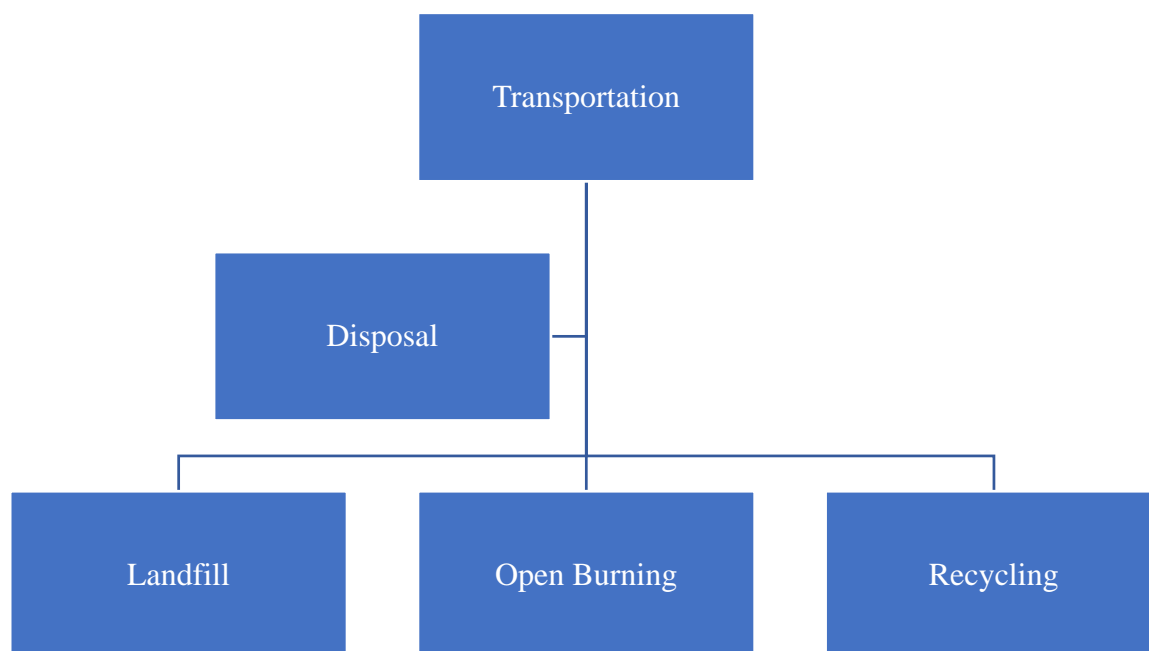 Transportation
Disposal
Landfill
Open Burning
Recycling